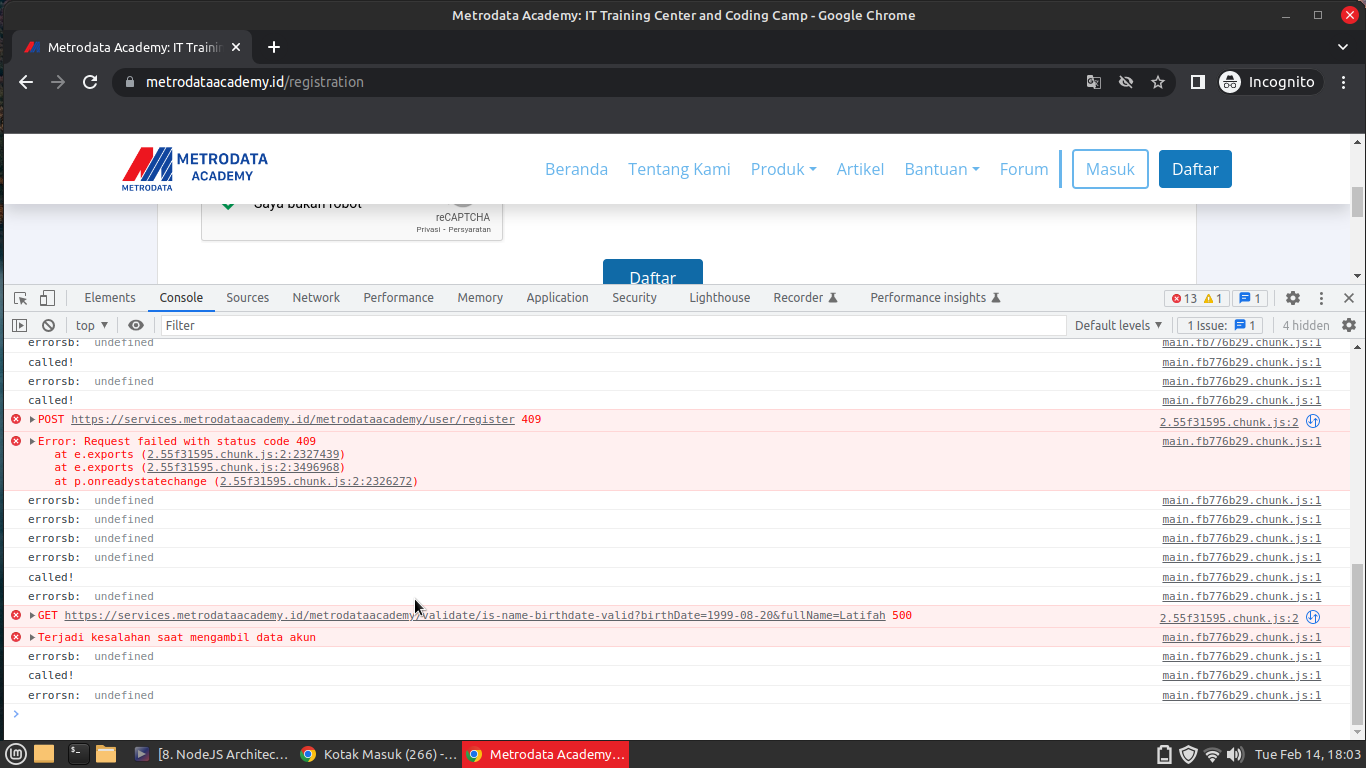 Metrodata Academy: IT Training Center and Coding Camp - Google Chrome
Metrodata Academy: IT Trainin
metrodataacademy.id/registration
Incognito
METRODATA ACADEMY
METRODATA
Beranda
Tentang Kami
Produk
Artikel
Bantuan
Forum
Masuk
Daftar
Saya bukan robot
reCAPTCHA
Privasi - Persyaratan
Daftar
Elements Console Sources Network Performance Memory Application Security Lighthouse Recorder Performance insights 13 1 1
top Filter Default levels 1 Issue: 1 4 hidden
errorsb: undefined main.fb776b29.chunk.js:1
called! main.fb776b29.chunk.js:1
errorsb: undefined main.fb776b29.chunk.js:1
called! main.fb776b29.chunk.js:1
POST https://services.metrodataacademy.id/metrodataacademy/user/register 409 2.55f31595.chunk.js:2
Error: Request failed with status code 409 main.fb776b29.chunk.js:1
at e.exports (2.55f31595.chunk.js:2:2327439)
at e.exports (2.55f31595.chunk.js:2:3496968)
at p.onreadystatechange (2.55f31595.chunk.js:2:2326272)
errorsb: undefined main.fb776b29.chunk.js:1
errorsb: undefined main.fb776b29.chunk.js:1
errorsb: undefined main.fb776b29.chunk.js:1
errorsb: undefined main.fb776b29.chunk.js:1
called! main.fb776b29.chunk.js:1
errorsb: undefined main.fb776b29.chunk.js:1
GET https://services.metrodataacademy.id/metrodataacademy/validate/is-name-birthdate-valid?birthDate=1999-08-20&fullName=Latifah 500 2.55f31595.chunk.js:2
Terjadi kesalahan saat mengambil data akun main.fb776b29.chunk.js:1
errorsb: undefined main.fb776b29.chunk.js:1
called! main.fb776b29.chunk.js:1
errorsn: undefined main.fb776b29.chunk.js:1
[8. NodeJS Architec... Kotak Masuk (266) -... Metrodata Academy... Tue Feb 14, 18:03